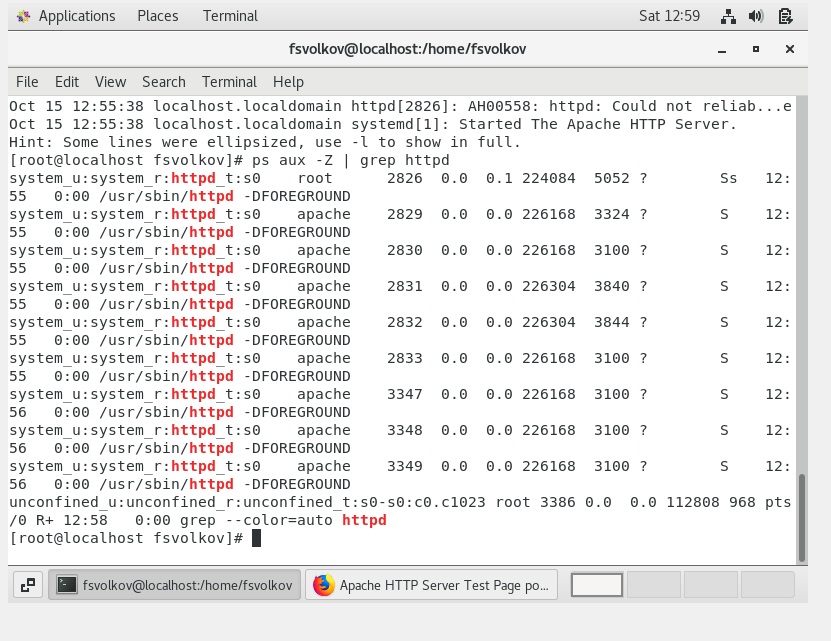 Applications Places Terminal Sat 12:59
fsvolkov@localhost:/home/fsvolkov
File Edit View Search Terminal Help
Oct 15 12:55:38 localhost.localdomain httpd[2826]: AH00558: httpd: Could not reliab...e
Oct 15 12:55:38 localhost.localdomain systemd[1]: Started The Apache HTTP Server.
Hint: Some lines were ellipsized, use -l to show in full.
[root@localhost fsvolkov]# ps aux -Z | grep httpd
system_u:system_r:httpd_t:s0    root      2826  0.0  0.1 224084  5052 ?        Ss   12:
55   0:00 /usr/sbin/httpd -DFOREGROUND
system_u:system_r:httpd_t:s0    apache    2829  0.0  0.0 226168  3324 ?        S    12:
55   0:00 /usr/sbin/httpd -DFOREGROUND
system_u:system_r:httpd_t:s0    apache    2830  0.0  0.0 226168  3100 ?        S    12:
55   0:00 /usr/sbin/httpd -DFOREGROUND
system_u:system_r:httpd_t:s0    apache    2831  0.0  0.0 226304  3840 ?        S    12:
55   0:00 /usr/sbin/httpd -DFOREGROUND
system_u:system_r:httpd_t:s0    apache    2832  0.0  0.0 226304  3844 ?        S    12:
55   0:00 /usr/sbin/httpd -DFOREGROUND
system_u:system_r:httpd_t:s0    apache    2833  0.0  0.0 226168  3100 ?        S    12:
55   0:00 /usr/sbin/httpd -DFOREGROUND
system_u:system_r:httpd_t:s0    apache    3347  0.0  0.0 226168  3100 ?        S    12:
56   0:00 /usr/sbin/httpd -DFOREGROUND
system_u:system_r:httpd_t:s0    apache    3348  0.0  0.0 226168  3100 ?        S    12:
56   0:00 /usr/sbin/httpd -DFOREGROUND
system_u:system_r:httpd_t:s0    apache    3349  0.0  0.0 226168  3100 ?        S    12:
56   0:00 /usr/sbin/httpd -DFOREGROUND
unconfined_u:unconfined_r:unconfined_t:s0-s0:c0.c1023 root 3386 0.0  0.0 112808 968 pts
/0 R+ 12:58   0:00 grep --color=auto httpd
[root@localhost fsvolkov]#
fsvolkov@localhost:/home/fsvolkov Apache HTTP Server Test Page po...